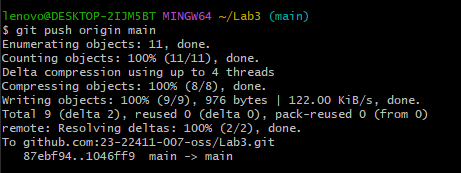 lenovo@DESKTOP-2IJM5BT MINGW64 ~/Lab3 (main)
$ git push origin main
Enumerating objects: 11, done.
Counting objects: 100% (11/11), done.
Delta compression using up to 4 threads
Compressing objects: 100% (8/8), done.
Writing objects: 100% (9/9), 976 bytes | 122.00 KiB/s, done.
Total 9 (delta 2), reused 0 (delta 0), pack-reused 0 (from 0)
remote: Resolving deltas: 100% (2/2), done.
To github.com:23-22411-007-oss/Lab3.git
   87ebf94..1046ff9  main -> main